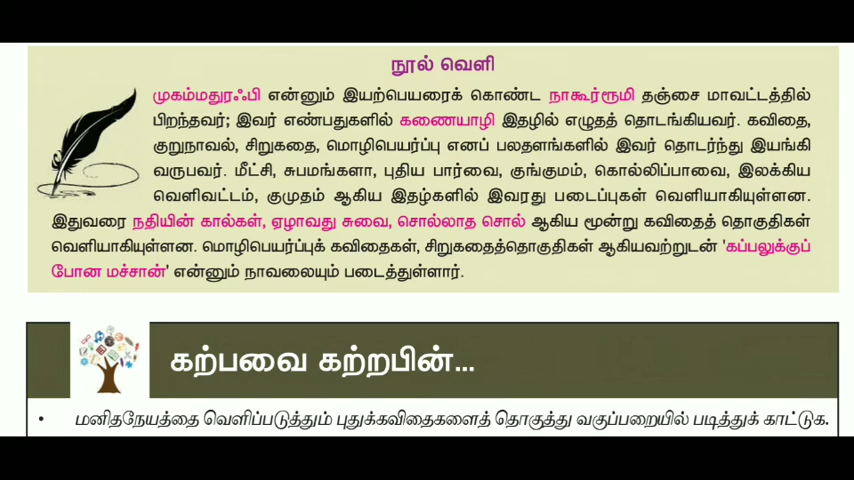 நூல் வெளி
முகம்மதுரஃபி என்னும் இயற்பெயரைக் கொண்ட நாகூர்ரூமி தஞ்சை மாவட்டத்தில்
பிறந்தவர்; இவர் எண்பதுகளில் கணையாழி இதழில் எழுதத் தொடங்கியவர். கவிதை,
குறுநாவல், சிறுகதை, மொழிபெயர்ப்பு எனப் பலதளங்களில் இவர் தொடர்ந்து இயங்கி
வருபவர். மீட்சி, சுபமங்களா, புதிய பார்வை, குங்குமம், கொல்லிப்பாவை, இலக்கிய
வெளிவட்டம், குமுதம் ஆகிய இதழ்களில் இவரது படைப்புகள் வெளியாகியுள்ளன.
இதுவரை நதியின் கால்கள், ஏழாவது சுவை, சொல்லாத சொல் ஆகிய மூன்று கவிதைத் தொகுதிகள்
வெளியாகியுள்ளன. மொழிபெயர்ப்புக் கவிதைகள், சிறுகதைத்தொகுதிகள் ஆகியவற்றுடன் 'கப்பலுக்குப்
போன மச்சான்' என்னும் நாவலையும் படைத்துள்ளார்.
கற்பவை கற்றபின்...
• மனிதநேயத்தை வெளிப்படுத்தும் புதுக்கவிதைகளைத் தொகுத்து வகுப்பறையில் படித்துக் காட்டுக.